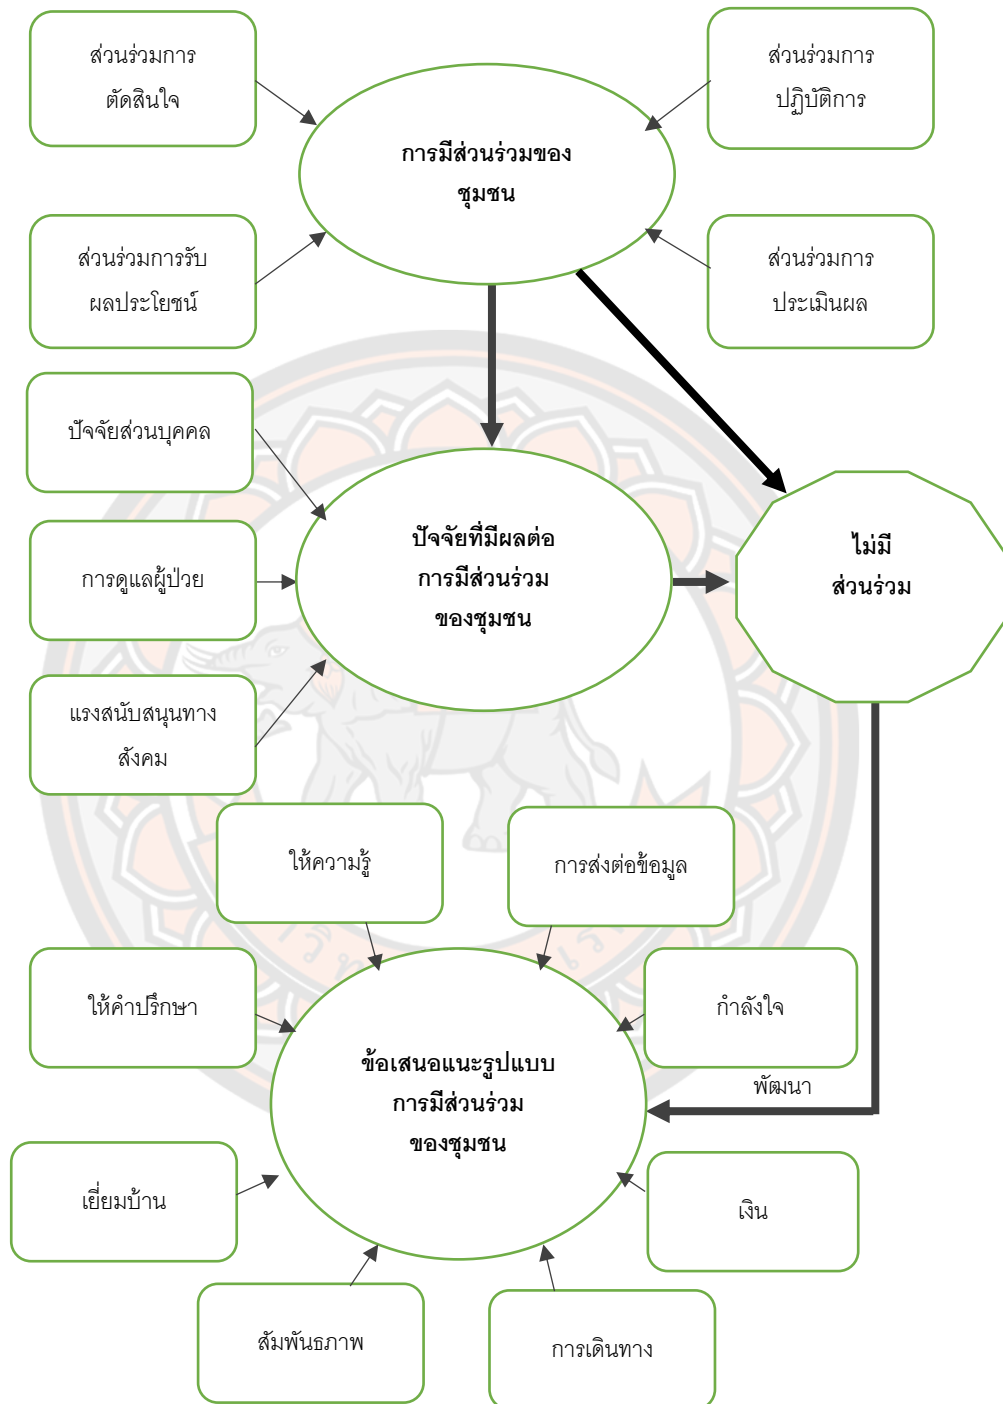 ส่วนร่วมการ
ตัดสินใจ
ส่วนร่วมการ
ปฏิบัติการ
การมีส่วนร่วมของ
ชุมชน
ส่วนร่วมการรับ
ผลประโยชน์
ส่วนร่วมการ
ประเมินผล
ปัจจัยส่วนบุคคล
การดูแลผู้ป่วย
แรงสนับสนุนทาง
สังคม
ปัจจัยที่มีผลต่อ
การมีส่วนร่วม
ของชุมชน
ไม่มี
ส่วนร่วม
ให้ความรู้
การส่งต่อข้อมูล
ให้คำปรึกษา
กำลังใจ
ข้อเสนอแนะรูปแบบ
การมีส่วนร่วม
ของชุมชน
พัฒนา
เยี่ยมบ้าน
เงิน
สัมพันธภาพ
การเดินทาง